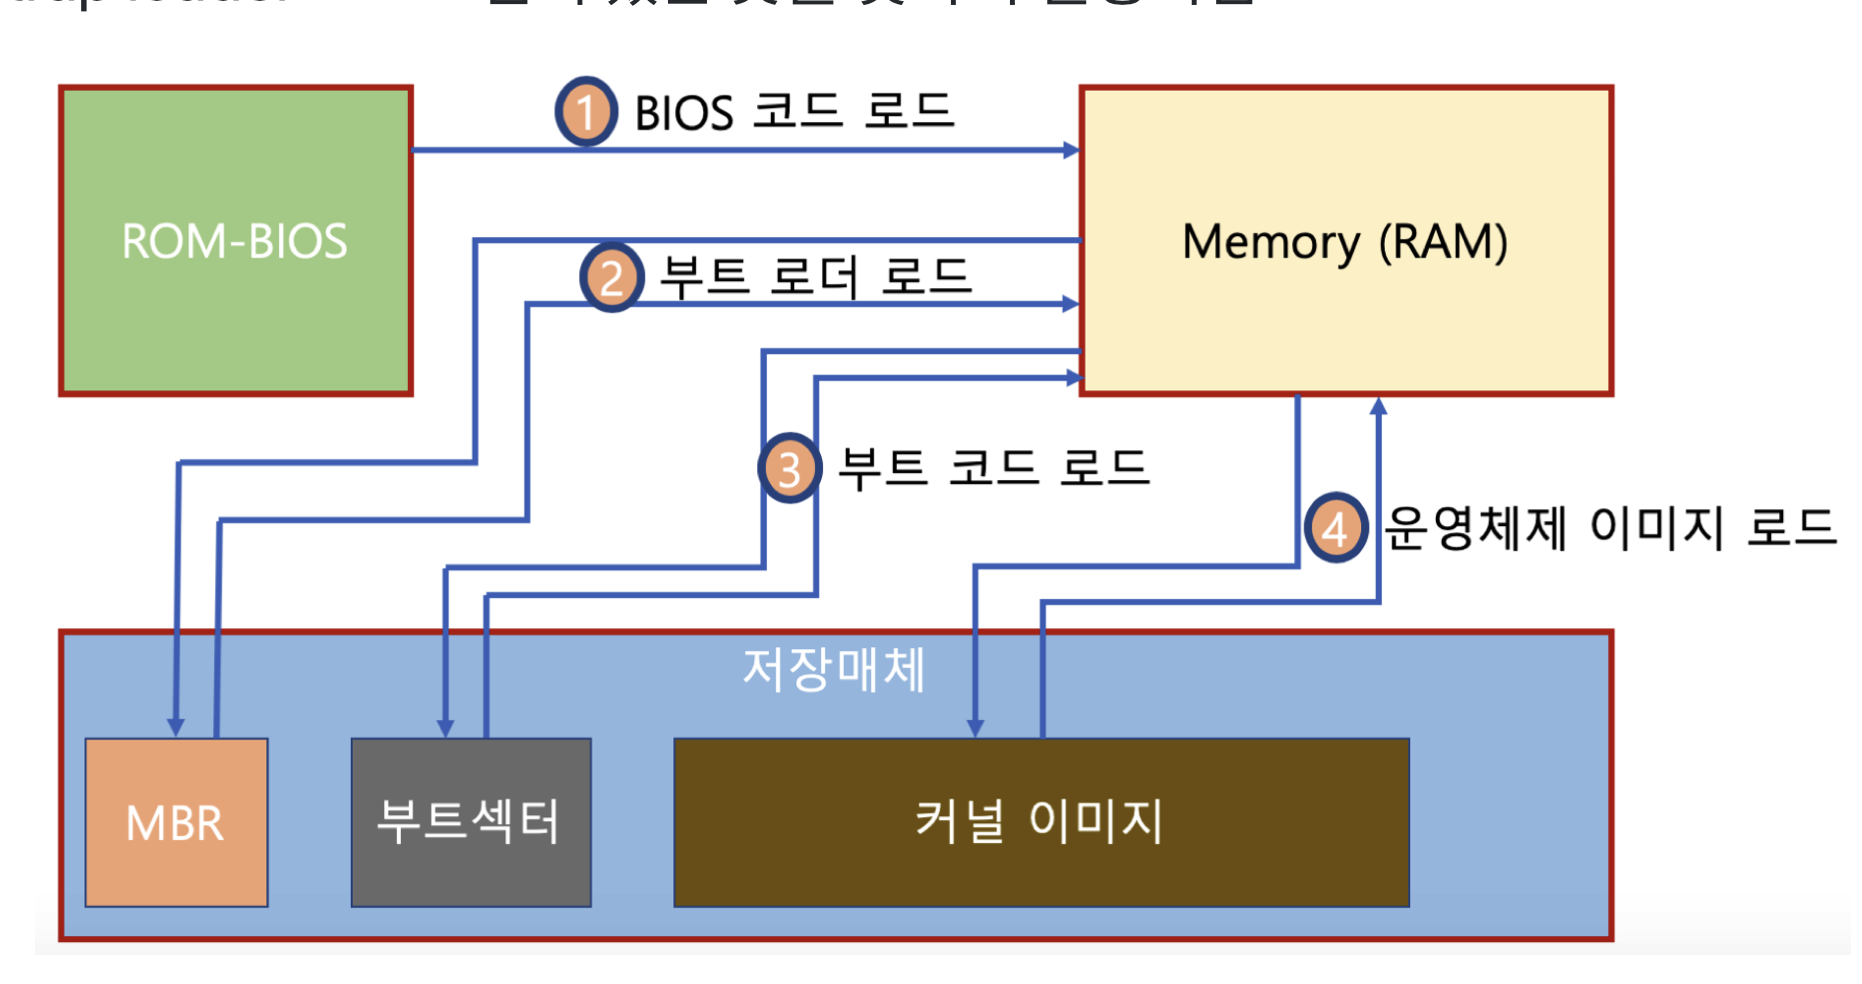 1 BIOS 코드 로드
ROM-BIOS
Memory (RAM)
2 부트 로더 로드
3 부트 코드 로드
4 운영체제 이미지 로드
저장매체
MBR
부트섹터
커널 이미지